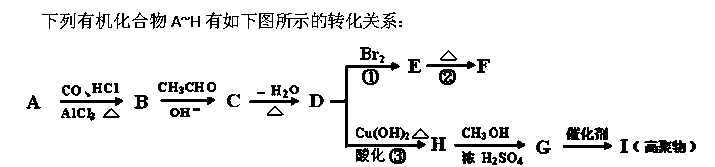 下列有机化合物A~H有如下图所示的转化关系:
Br₂ △
① E ② F
CO、HCl CH₃CHO －H₂O
A B C D
AlCl₃ △ OH⁻ △
Cu(OH)₂△ CH₃OH 催化剂
酸化③ H 浓 H₂SO₄ G I(高聚物)